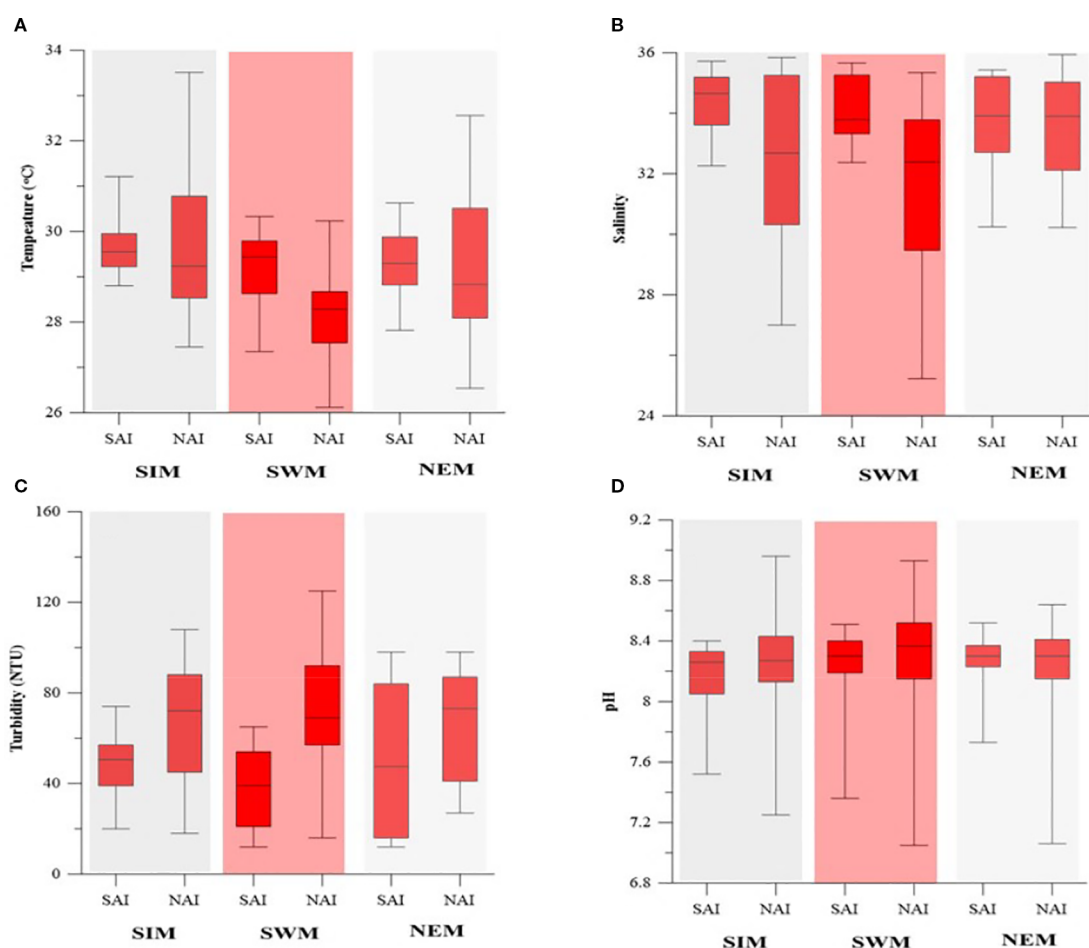 A
34
32
30
28
26
Tempeature (°C)
SAI NAI SAI NAI SAI NAI
SIM SWM NEM
B
36
32
28
24
Salinity
SAI NAI SAI NAI SAI NAI
SIM SWM NEM
C
160
120
80
40
0
Turbidity (NTU)
SAI NAI SAI NAI SAI NAI
SIM SWM NEM
D
9.2
8.8
8.4
8
7.6
7.2
6.8
pH
SAI NAI SAI NAI SAI NAI
SIM SWM NEM